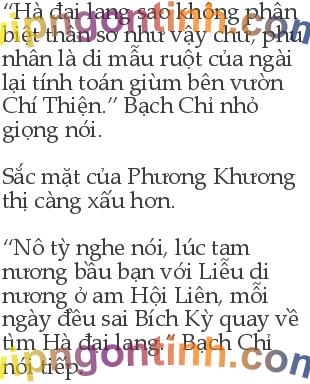 “Hà đại lang sao không phân
biệt thân sơ như vậy chứ, phu
nhân là di mẫu ruột của ngài
lại tính toán giùm bên vườn
Chí Thiện.” Bạch Chỉ nhỏ
giọng nói.
Sắc mặt của Phương Khương
thị càng xấu hơn.
“Nô tỳ nghe nói, lúc tam
nương bầu bạn với Liễu di
nương ở am Hội Liên, mỗi
ngày đều sai Bích Kỳ quay về
tìm Hà đại lang.” Bạch Chỉ
nói tiếp.
vipngontinh.com
vipngontinh.com